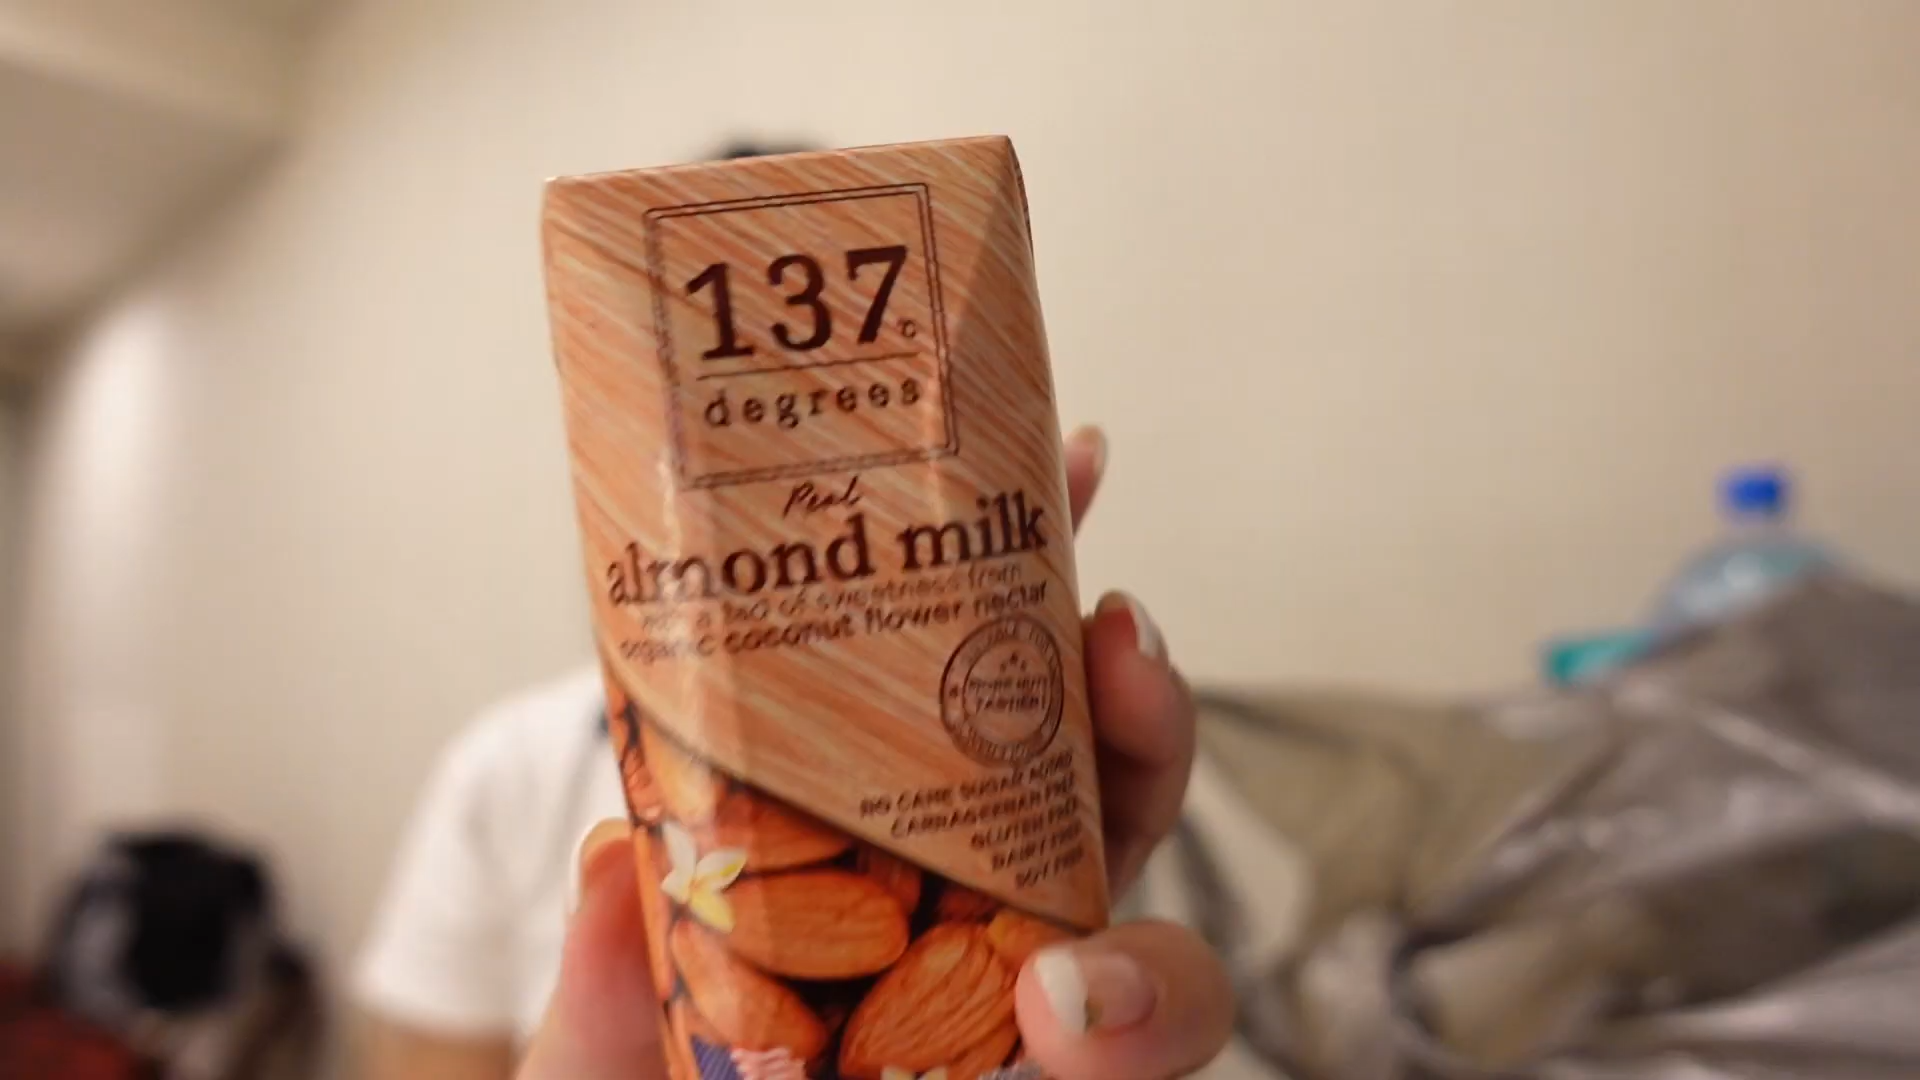 137°C
degrees
Real
almond milk
with a tad of sweetness from
organic coconut flower nectar
NO CANE SUGAR ADDED
CARRAGEENAN FREE
GLUTEN FREE
DAIRY FREE
SOY FREE